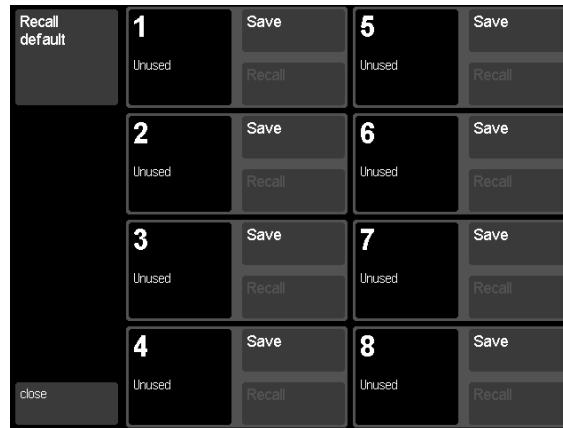 Recall
default
1
Save
Unused
Recall
5
Save
Unused
Recall
2
Save
Unused
Recall
6
Save
Unused
Recall
3
Save
Unused
Recall
7
Save
Unused
Recall
4
Save
Unused
Recall
8
Save
Unused
Recall
close